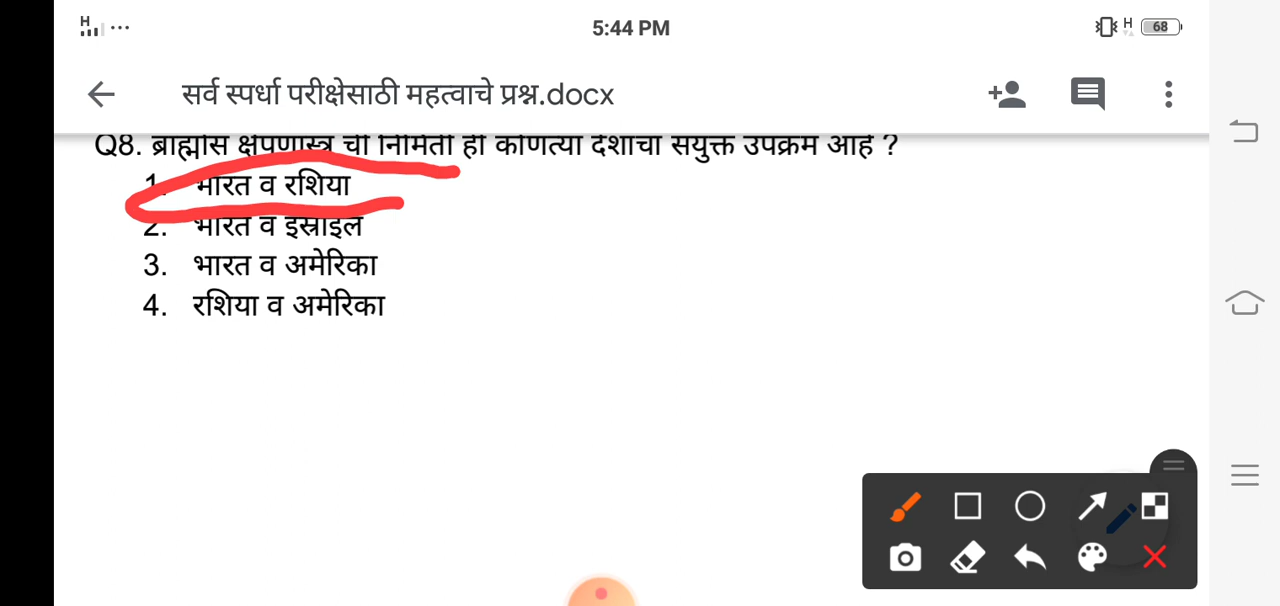 5:44 PM
H
68
सर्व स्पर्धा परीक्षेसाठी महत्वाचे प्रश्न.docx
Q8. ब्राह्मोस क्षेपणास्त्र ची निर्मिती ही कोणत्या देशाचा संयुक्त उपक्रम आहे ?
1. भारत व रशिया
2. भारत व इस्राईल
3. भारत व अमेरिका
4. रशिया व अमेरिका